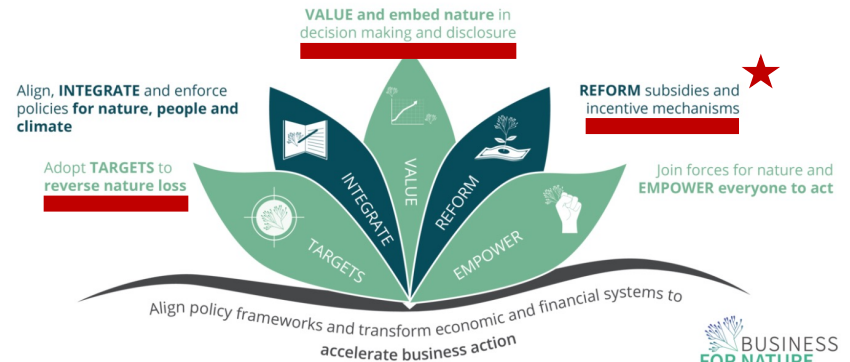 VALUE and embed nature in
decision making and disclosure
Align, INTEGRATE and enforce
policies for nature, people and
climate
REFORM subsidies and
incentive mechanisms
Adopt TARGETS to
reverse nature loss
Join forces for nature and
EMPOWER everyone to act
TARGETS
INTEGRATE
VALUE
REFORM
EMPOWER
Align policy frameworks and transform economic and financial systems to
accelerate business action
BUSINESS
FOR NATURE